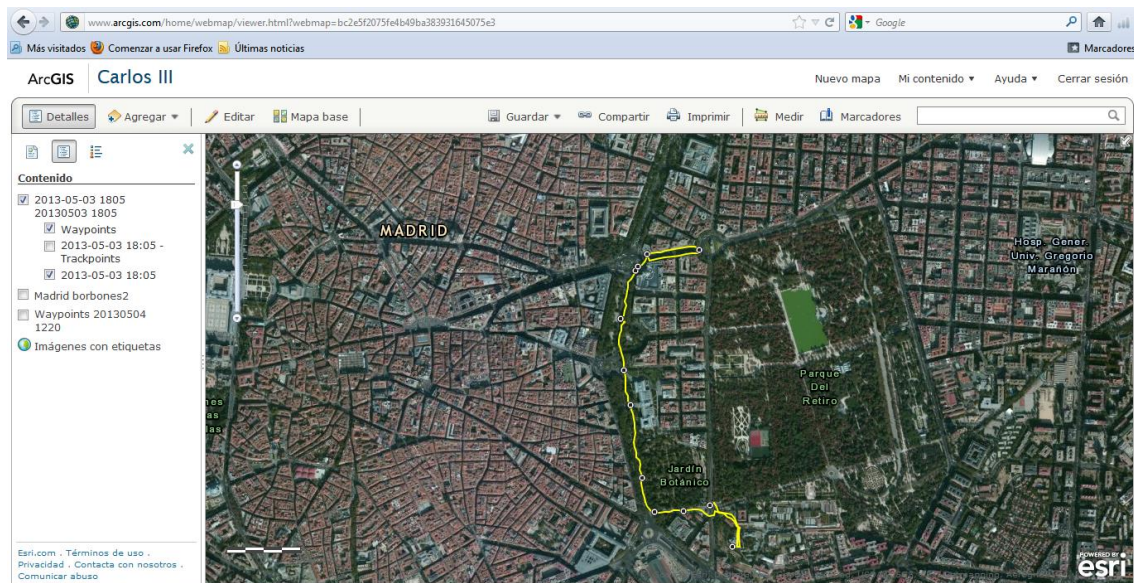 www.arcgis.com/home/webmap/viewer.html?webmap=bc2e5f2075fe4b49ba383931645075e3
Google
Más visitados Comenzar a usar Firefox Últimas noticias Marcadores
ArcGIS Carlos III Nuevo mapa Mi contenido Ayuda Cerrar sesión
Detalles Agregar Editar Mapa base Guardar Compartir Imprimir Medir Marcadores
Contenido
2013-05-03 1805
20130503 1805
Waypoints
2013-05-03 18:05 -
Trackpoints
2013-05-03 18:05
Madrid borbones2
Waypoints 20130504
1220
Imágenes con etiquetas
Esri.com . Términos de uso .
Privacidad . Contacta con nosotros .
Comunicar abuso
MADRID
Hosp. Gener.
Univ. Gregorio
Marañón
Parque
Del
Retiro
Jardín
Botánico
POWERED BY
esri